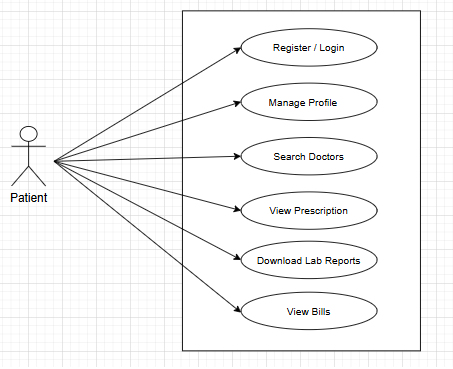 Register / Login
Manage Profile
Search Doctors
Patient
View Prescription
Download Lab Reports
View Bills